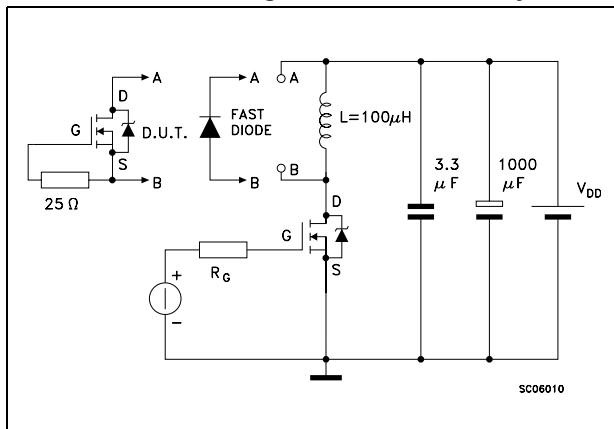 A
D
G
D.U.T.
S
B
25 Ω
A
FAST
DIODE
B
A
L=100μH
B
D
G
S
R_G
+
−
3.3
μF
1000
μF
V_DD
SC06010